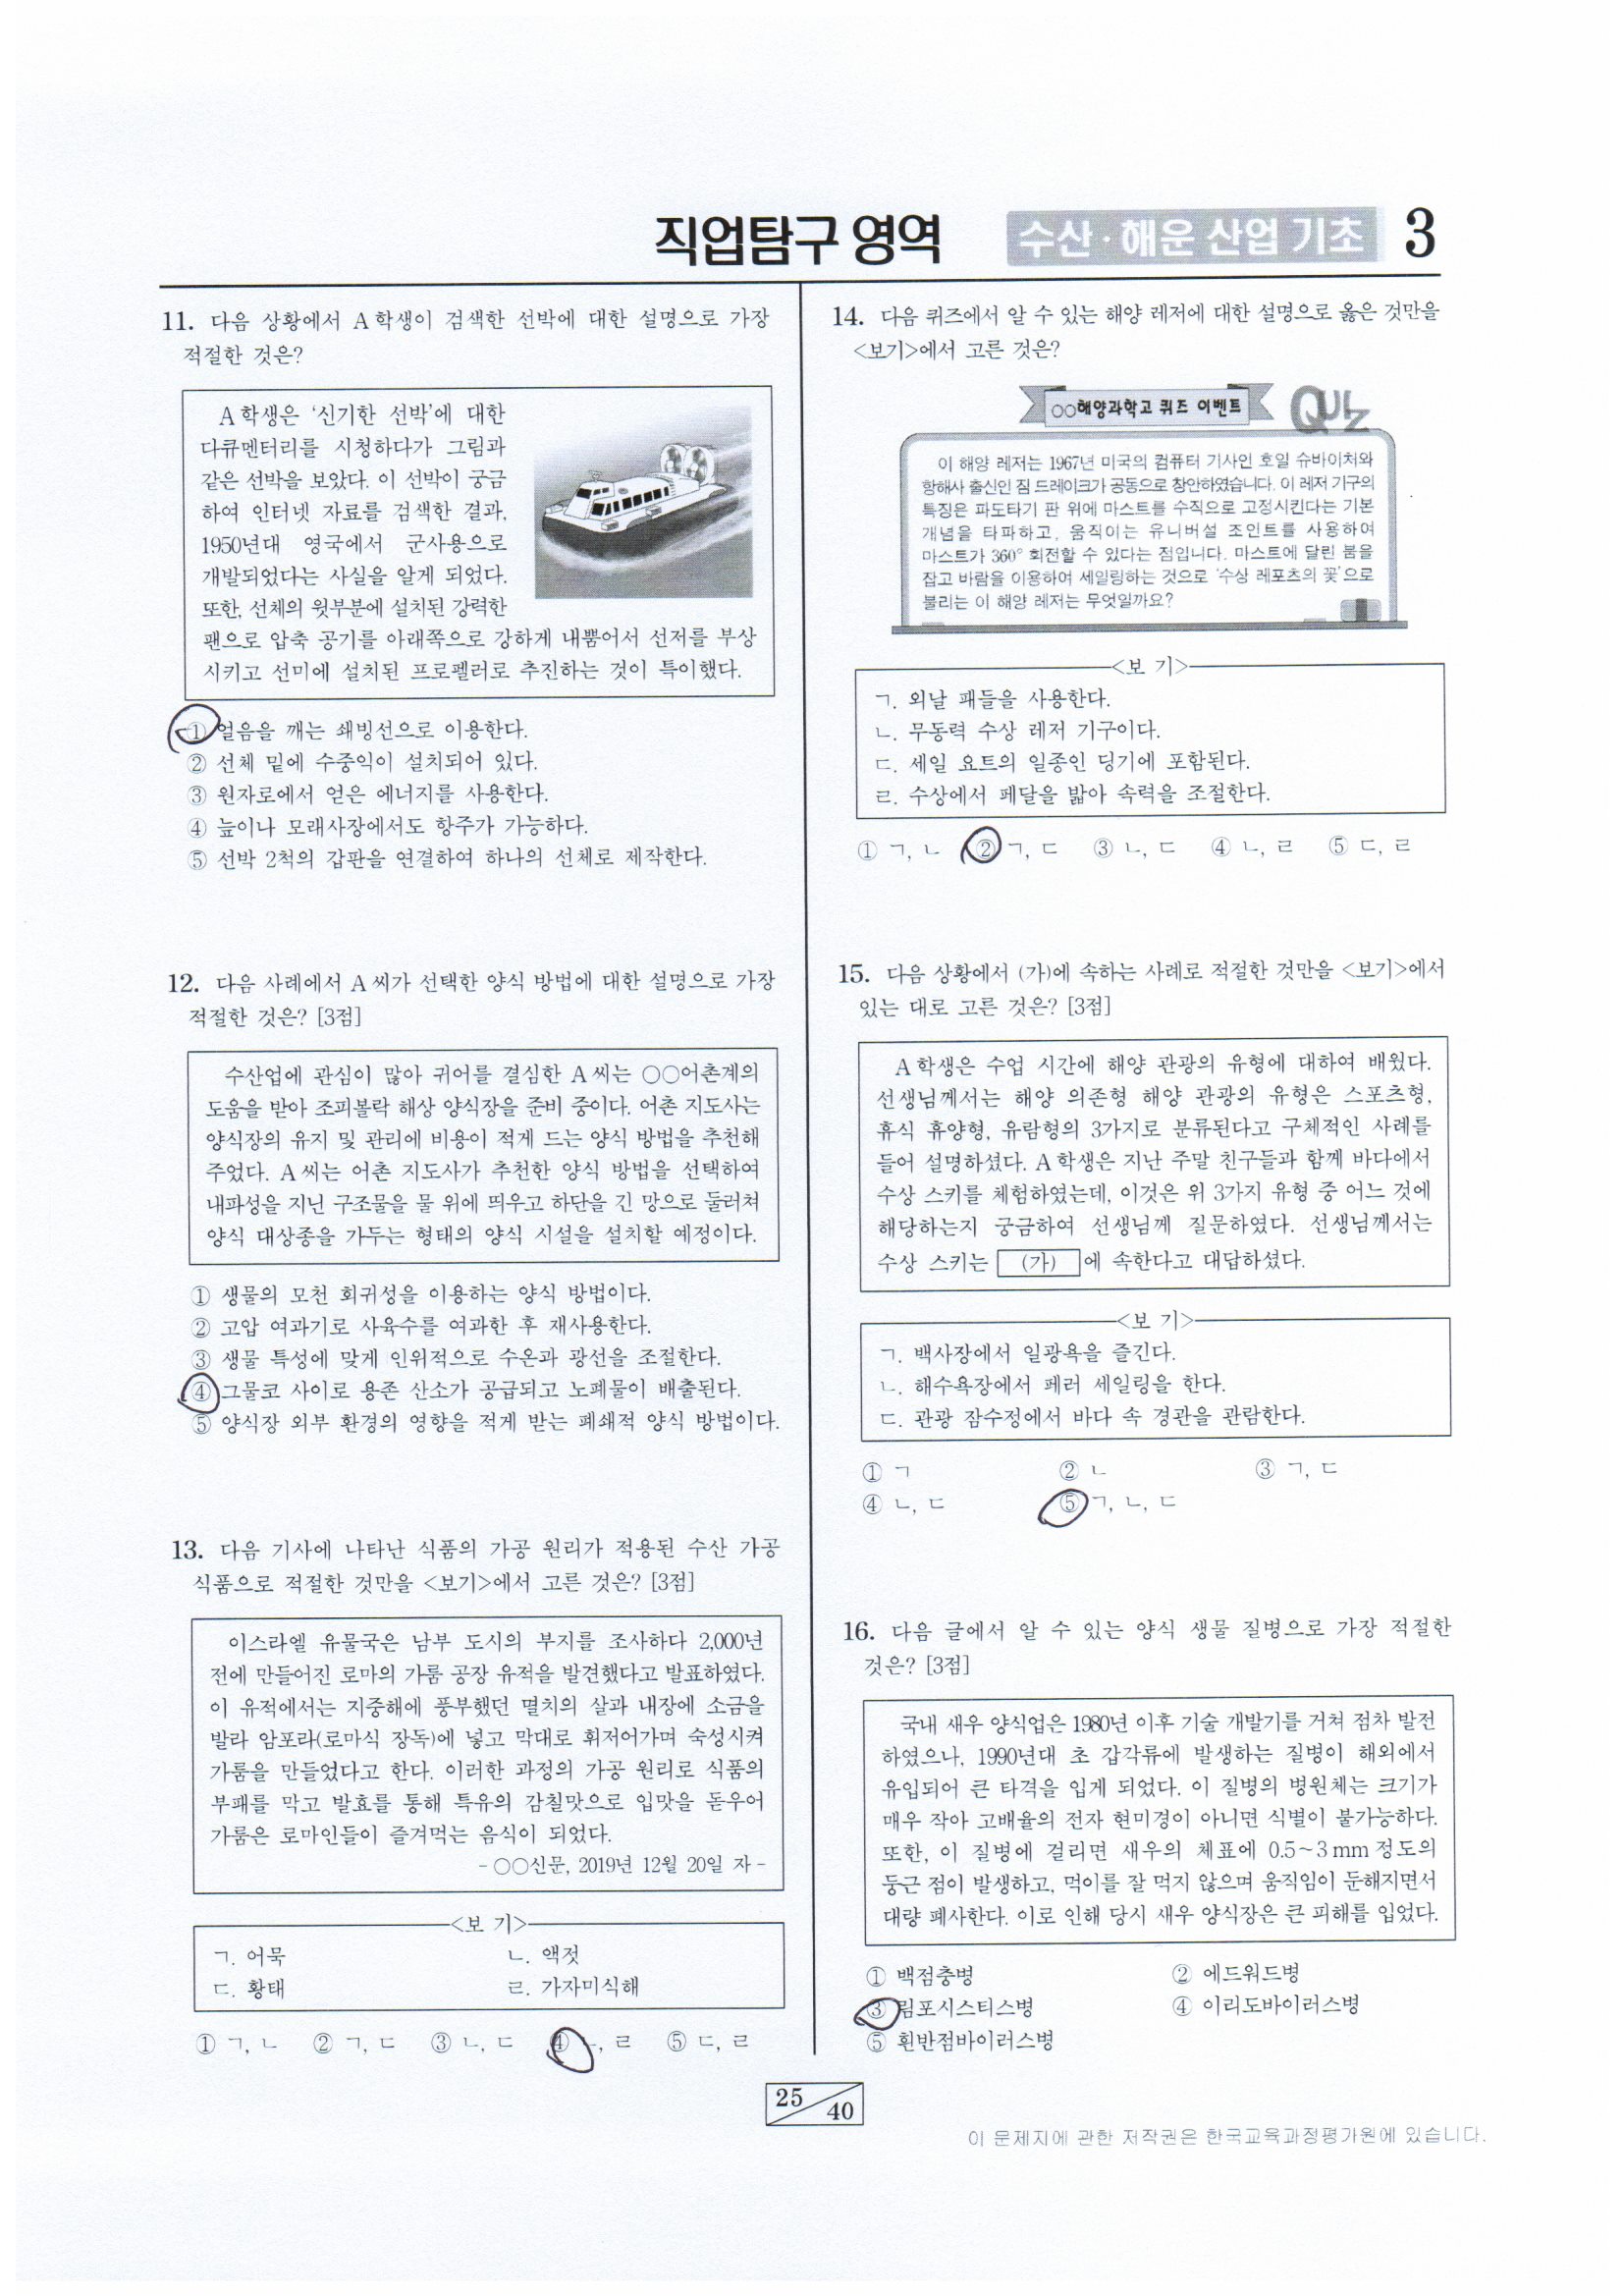 직업탐구 영역
수산·해운 산업 기초
3
11. 다음 상황에서 A학생이 검색한 선박에 대한 설명으로 가장
적절한 것은?
A학생은 '신기한 선박'에 대한
다큐멘터리를 시청하다가 그림과
같은 선박을 보았다. 이 선박이 궁금
하여 인터넷 자료를 검색한 결과,
1950년대 영국에서 군사용으로
개발되었다는 사실을 알게 되었다.
또한, 선체의 윗부분에 설치된 강력한
팬으로 압축 공기를 아래쪽으로 강하게 내뿜어서 선저를 부상
시키고 선미에 설치된 프로펠러로 추진하는 것이 특이했다.
① 얼음을 깨는 쇄빙선으로 이용한다.
② 선체 밑에 수중익이 설치되어 있다.
③ 원자로에서 얻은 에너지를 사용한다.
④ 늪이나 모래사장에서도 항주가 가능하다.
⑤ 선박 2척의 갑판을 연결하여 하나의 선체로 제작한다.
12. 다음 사례에서 A씨가 선택한 양식 방법에 대한 설명으로 가장
적절한 것은? [3점]
수산업에 관심이 많아 귀어를 결심한 A씨는 ○○어촌계의
도움을 받아 조피볼락 해상 양식장을 준비 중이다. 어촌 지도사는
양식장의 유지 및 관리에 비용이 적게 드는 양식 방법을 추천해
주었다. A씨는 어촌 지도사가 추천한 양식 방법을 선택하여
내파성을 지닌 구조물을 물 위에 띄우고 하단을 긴 망으로 둘러쳐
양식 대상종을 가두는 형태의 양식 시설을 설치할 예정이다.
① 생물의 모천 회귀성을 이용하는 양식 방법이다.
② 고압 여과기로 사육수를 여과한 후 재사용한다.
③ 생물 특성에 맞게 인위적으로 수온과 광선을 조절한다.
④ 그물코 사이로 용존 산소가 공급되고 노폐물이 배출된다.
⑤ 양식장 외부 환경의 영향을 적게 받는 폐쇄적 양식 방법이다.
13. 다음 기사에 나타난 식품의 가공 원리가 적용된 수산 가공
식품으로 적절한 것만을 <보기>에서 고른 것은? [3점]
이스라엘 유물국은 남부 도시의 부지를 조사하다 2,000년
전에 만들어진 로마의 가룸 공장 유적을 발견했다고 발표하였다.
이 유적에서는 지중해에 풍부했던 멸치의 살과 내장에 소금을
발라 암포라(로마식 장독)에 넣고 막대로 휘저어가며 숙성시켜
가룸을 만들었다고 한다. 이러한 과정의 가공 원리로 식품의
부패를 막고 발효를 통해 특유의 감칠맛으로 입맛을 돋우어
가룸은 로마인들이 즐겨먹는 음식이 되었다.
- ○○신문, 2019년 12월 20일 자 -
<보 기>
ㄱ. 어묵 ㄴ. 액젓
ㄷ. 황태 ㄹ. 가자미식해
① ㄱ, ㄴ ② ㄱ, ㄷ ③ ㄴ, ㄷ ④ ㄴ, ㄹ ⑤ ㄷ, ㄹ
14. 다음 퀴즈에서 알 수 있는 해양 레저에 대한 설명으로 옳은 것만을
<보기>에서 고른 것은?
○○해양과학고 퀴즈 이벤트
Quiz
이 해양 레저는 1967년 미국의 컴퓨터 기사인 호일 슈바이처와
항해사 출신인 짐 드레이크가 공동으로 창안하였습니다. 이 레저 기구의
특징은 파도타기 판 위에 마스트를 수직으로 고정시킨다는 기본
개념을 타파하고, 움직이는 유니버설 조인트를 사용하여
마스트가 360° 회전할 수 있다는 점입니다. 마스트에 달린 붐을
잡고 바람을 이용하여 세일링하는 것으로 '수상 레포츠의 꽃'으로
불리는 이 해양 레저는 무엇일까요?
<보 기>
ㄱ. 외날 패들을 사용한다.
ㄴ. 무동력 수상 레저 기구이다.
ㄷ. 세일 요트의 일종인 딩기에 포함된다.
ㄹ. 수상에서 페달을 밟아 속력을 조절한다.
① ㄱ, ㄴ ② ㄱ, ㄷ ③ ㄴ, ㄷ ④ ㄴ, ㄹ ⑤ ㄷ, ㄹ
15. 다음 상황에서 (가)에 속하는 사례로 적절한 것만을 <보기>에서
있는 대로 고른 것은? [3점]
A학생은 수업 시간에 해양 관광의 유형에 대하여 배웠다.
선생님께서는 해양 의존형 해양 관광의 유형은 스포츠형,
휴식 휴양형, 유람형의 3가지로 분류된다고 구체적인 사례를
들어 설명하셨다. A학생은 지난 주말 친구들과 함께 바다에서
수상 스키를 체험하였는데, 이것은 위 3가지 유형 중 어느 것에
해당하는지 궁금하여 선생님께 질문하였다. 선생님께서는
수상 스키는 (가) 에 속한다고 대답하셨다.
<보 기>
ㄱ. 백사장에서 일광욕을 즐긴다.
ㄴ. 해수욕장에서 페러 세일링을 한다.
ㄷ. 관광 잠수정에서 바다 속 경관을 관람한다.
① ㄱ ② ㄴ ③ ㄱ, ㄷ
④ ㄴ, ㄷ ⑤ ㄱ, ㄴ, ㄷ
16. 다음 글에서 알 수 있는 양식 생물 질병으로 가장 적절한
것은? [3점]
국내 새우 양식업은 1980년 이후 기술 개발기를 거쳐 점차 발전
하였으나, 1990년대 초 갑각류에 발생하는 질병이 해외에서
유입되어 큰 타격을 입게 되었다. 이 질병의 병원체는 크기가
매우 작아 고배율의 전자 현미경이 아니면 식별이 불가능하다.
또한, 이 질병에 걸리면 새우의 체표에 0.5~3mm 정도의
둥근 점이 발생하고, 먹이를 잘 먹지 않으며 움직임이 둔해지면서
대량 폐사한다. 이로 인해 당시 새우 양식장은 큰 피해를 입었다.
① 백점충병 ② 에드워드병
③ 림포시스티스병 ④ 이리도바이러스병
⑤ 흰반점바이러스병
25
40
이 문제지에 관한 저작권은 한국교육과정평가원에 있습니다.